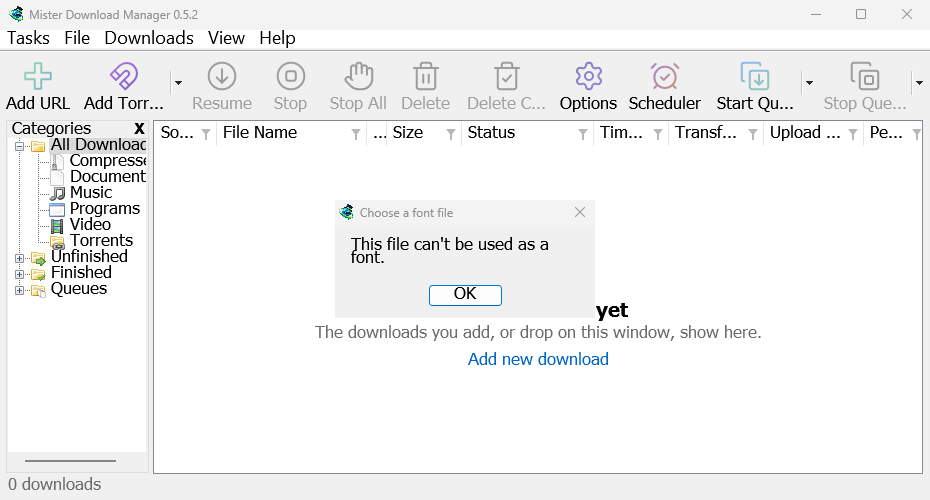 Mister Download Manager 0.5.2
Tasks File Downloads View Help
Add URL Add Torr... Resume Stop Stop All Delete Delete C... Options Scheduler Start Qu... Stop Que...
Categories X
So... File Name ... Size Status Tim... Transf... Upload ... Pe...
All Downloac
Compresse
Document
Music
Programs
Video
Torrents
Unfinished
Finished
Queues
Choose a font file
This file can't be used as a
font.
OK
yet
The downloads you add, or drop on this window, show here.
Add new download
0 downloads